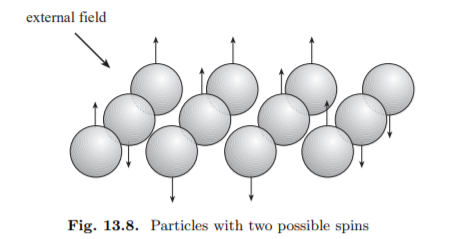 external field
Fig. 13.8. Particles with two possible spins